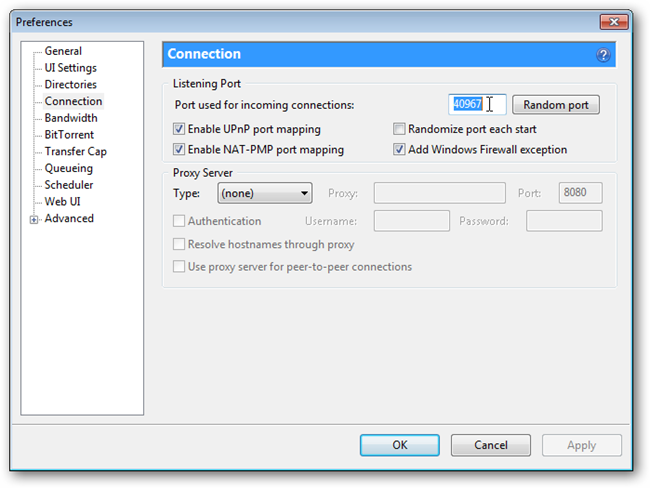 Preferences
General
UI Settings
Directories
Connection
Bandwidth
BitTorrent
Transfer Cap
Queueing
Scheduler
Web UI
Advanced
Connection
Listening Port
Port used for incoming connections: 40967 Random port
Enable UPnP port mapping Randomize port each start
Enable NAT-PMP port mapping Add Windows Firewall exception
Proxy Server
Type: (none) Proxy: Port: 8080
Authentication Username: Password:
Resolve hostnames through proxy
Use proxy server for peer-to-peer connections
OK Cancel Apply